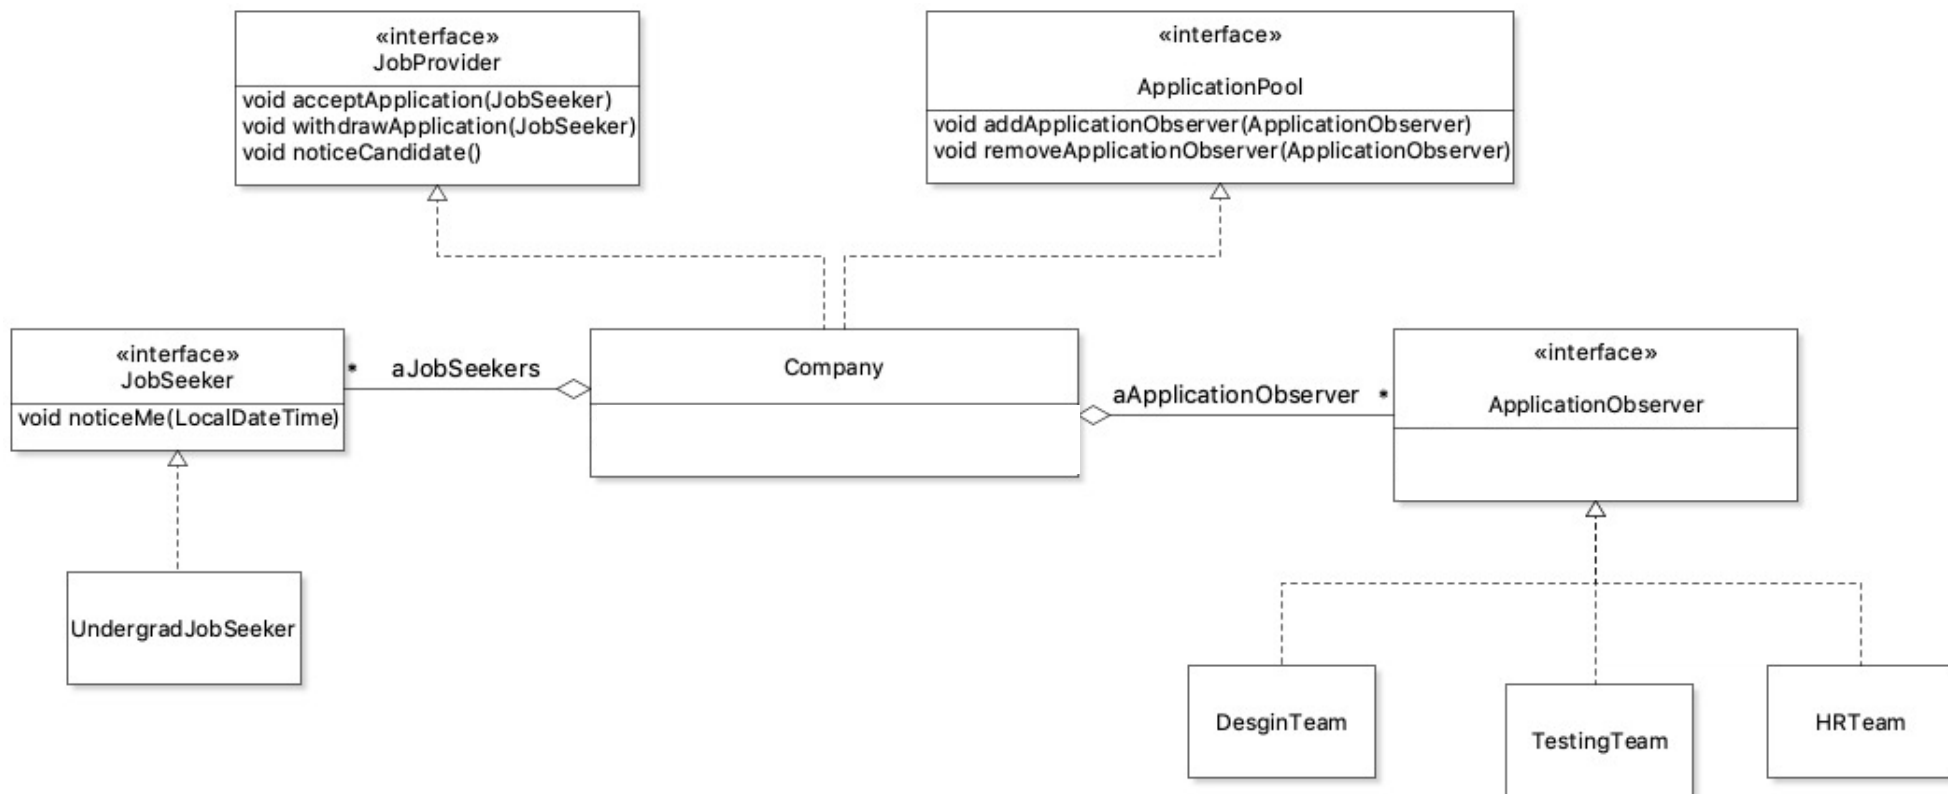 «interface»
JobProvider
void acceptApplication(JobSeeker)
void withdrawApplication(JobSeeker)
void noticeCandidate()
«interface»
ApplicationPool
void addApplicationObserver(ApplicationObserver)
void removeApplicationObserver(ApplicationObserver)
«interface»
JobSeeker
void noticeMe(LocalDateTime)
* aJobSeekers
Company
aApplicationObserver *
«interface»
ApplicationObserver
UndergradJobSeeker
DesginTeam
TestingTeam
HRTeam